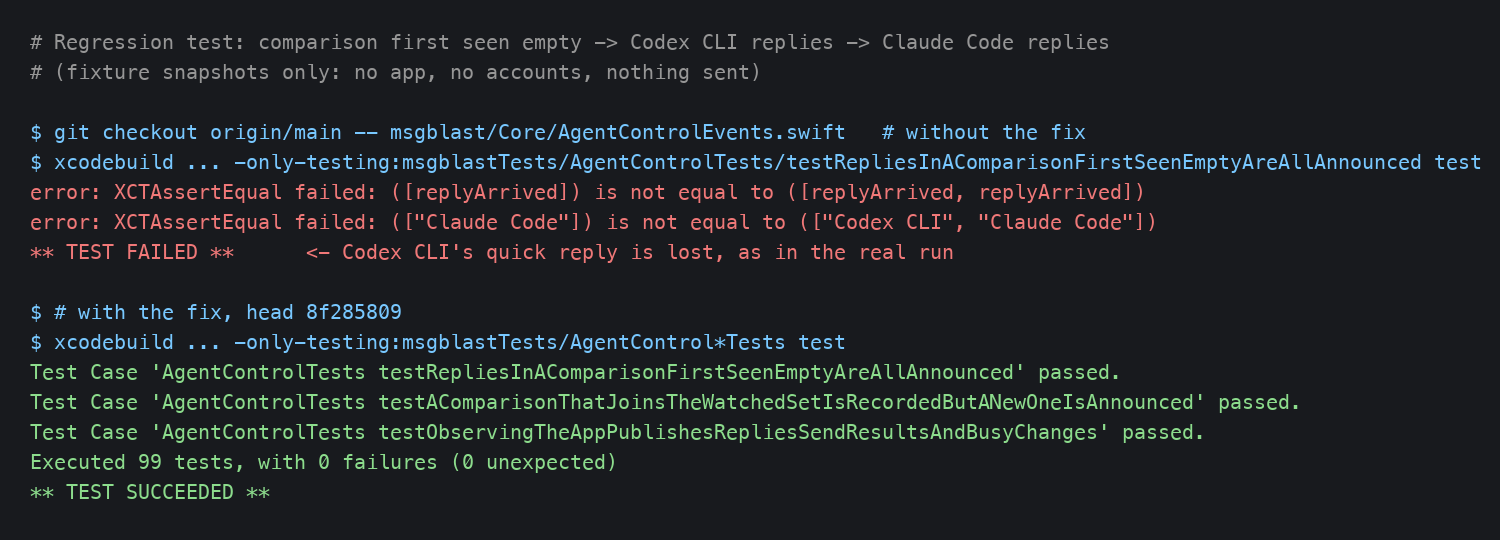 # Regression test: comparison first seen empty —> Codex CLI replies —> Claude Code replies
# (fixture snapshots only: no app, no accounts, nothing sent)
$ git checkout origin/main -- msgblast/Core/AgentControlEvents.swift   # without the fix
$ xcodebuild ... -only-testing:msgblastTests/AgentControlTests/testRepliesInAComparisonFirstSeenEmptyAreAllAnnounced test
error: XCTAssertEqual failed: ([replyArrived]) is not equal to ([replyArrived, replyArrived])
error: XCTAssertEqual failed: (["Claude Code"]) is not equal to (["Codex CLI", "Claude Code"])
** TEST FAILED **      <- Codex CLI's quick reply is lost, as in the real run
$ # with the fix, head 8f285809
$ xcodebuild ... -only-testing:msgblastTests/AgentControl*Tests test
Test Case 'AgentControlTests testRepliesInAComparisonFirstSeenEmptyAreAllAnnounced' passed.
Test Case 'AgentControlTests testAComparisonThatJoinsTheWatchedSetIsRecordedButANewOneIsAnnounced' passed.
Test Case 'AgentControlTests testObservingTheAppPublishesRepliesSendResultsAndBusyChanges' passed.
Executed 99 tests, with 0 failures (0 unexpected)
** TEST SUCCEEDED **